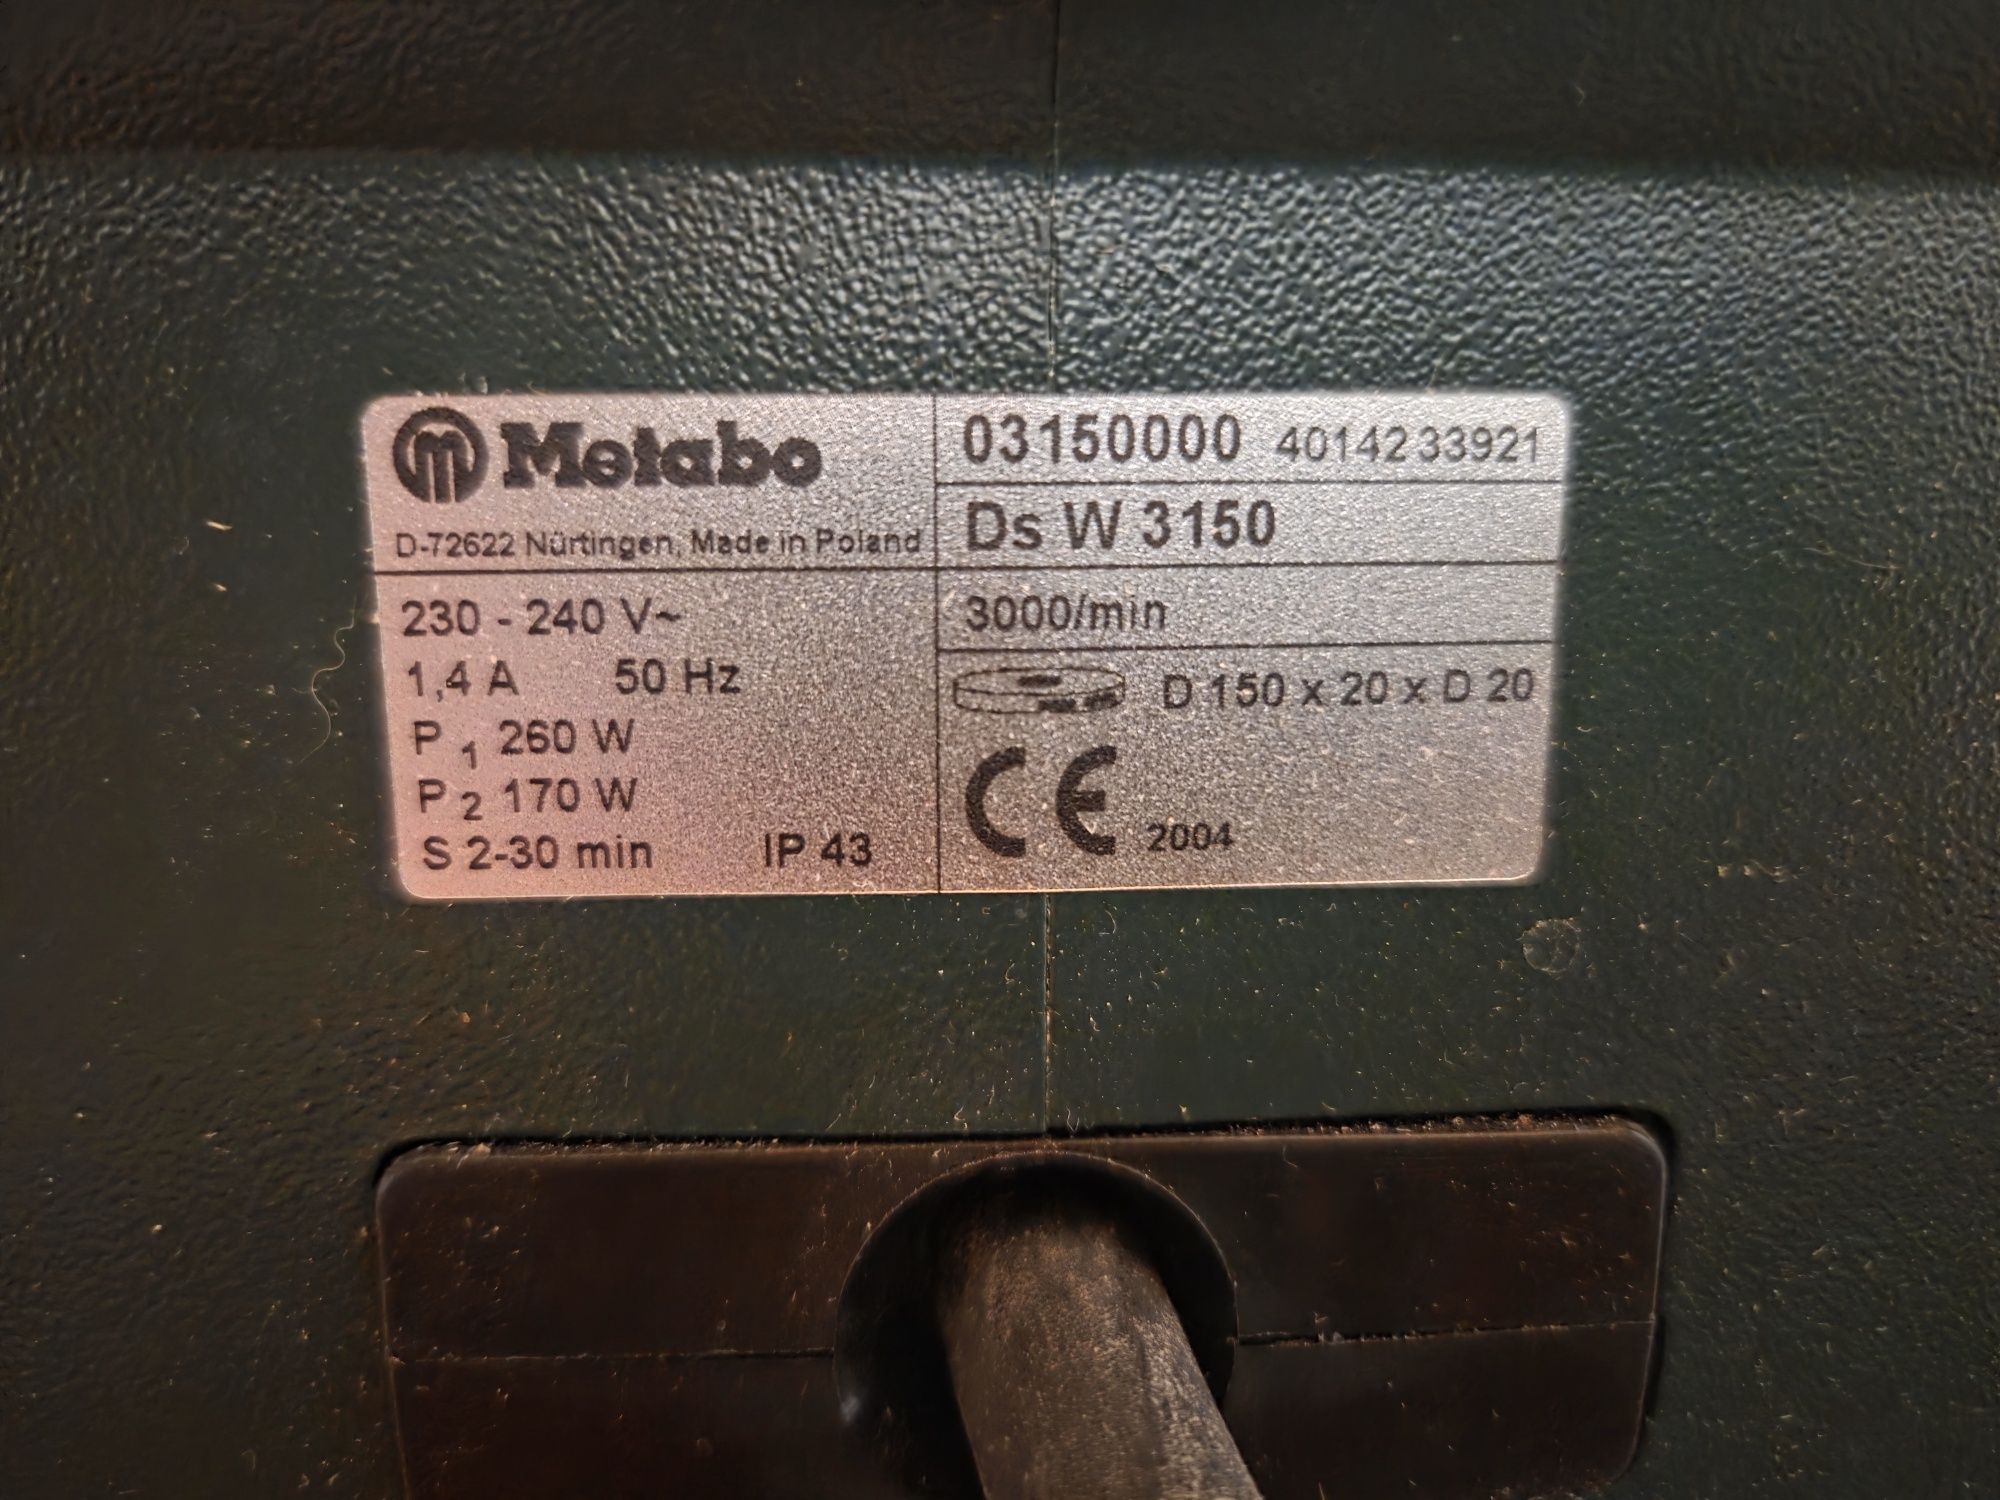 Metabo
D-72622 Nürtingen, Made in Poland
230 - 240 V~
1,4 A 50 Hz
P 1 260 W
P 2 170 W
S 2-30 min IP 43
03150000 4014233921
Ds W 3150
3000/min
D 150 x 20 x D 20
CE 2004